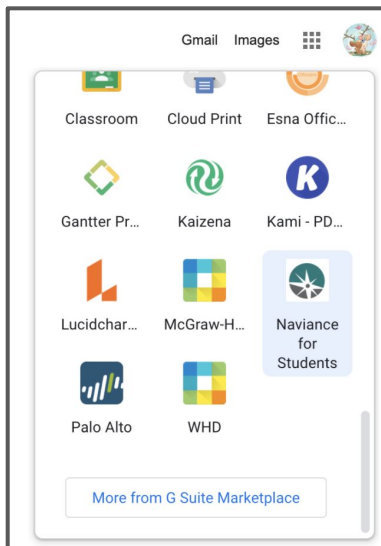 Gmail Images
Classroom Cloud Print Esna Offic...
Gantter Pr... Kaizena Kami - PD...
K
Lucidchar... McGraw-H... Naviance
for
Students
Palo Alto WHD
More from G Suite Marketplace